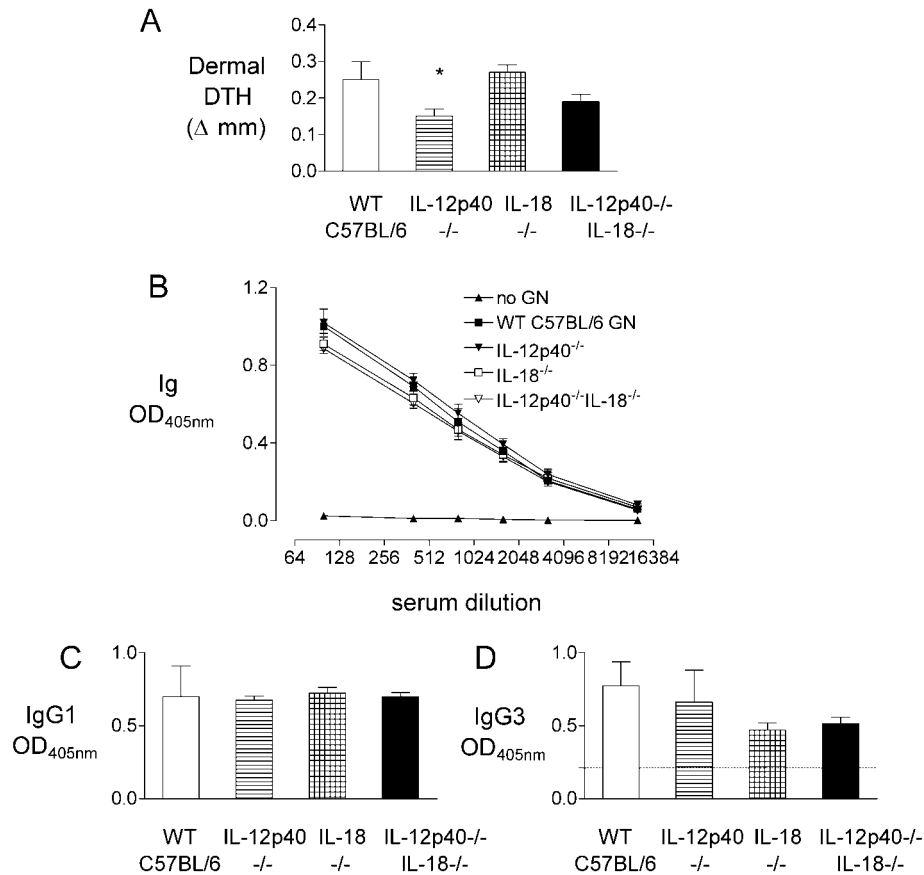 A
Dermal
DTH
(Δ mm)
0.4
0.3
0.2
0.1
0.0
*
WT IL-12p40 IL-18 IL-12p40-/-
C57BL/6 -/- -/- IL-18-/-
B
Ig
OD405nm
1.2
0.8
0.4
0.0
no GN
WT C57BL/6 GN
IL-12p40-/-
IL-18-/-
IL-12p40-/-IL-18-/-
64 128 256 512 1024 2048 4096 8192 16384
serum dilution
C
IgG1
OD405nm
1.0
0.5
0.0
WT IL-12p40 IL-18 IL-12p40-/-
C57BL/6 -/- -/- IL-18-/-
D
IgG3
OD405nm
1.0
0.5
0.0
WT IL-12p40 IL-18 IL-12p40-/-
C57BL/6 -/- -/- IL-18-/-